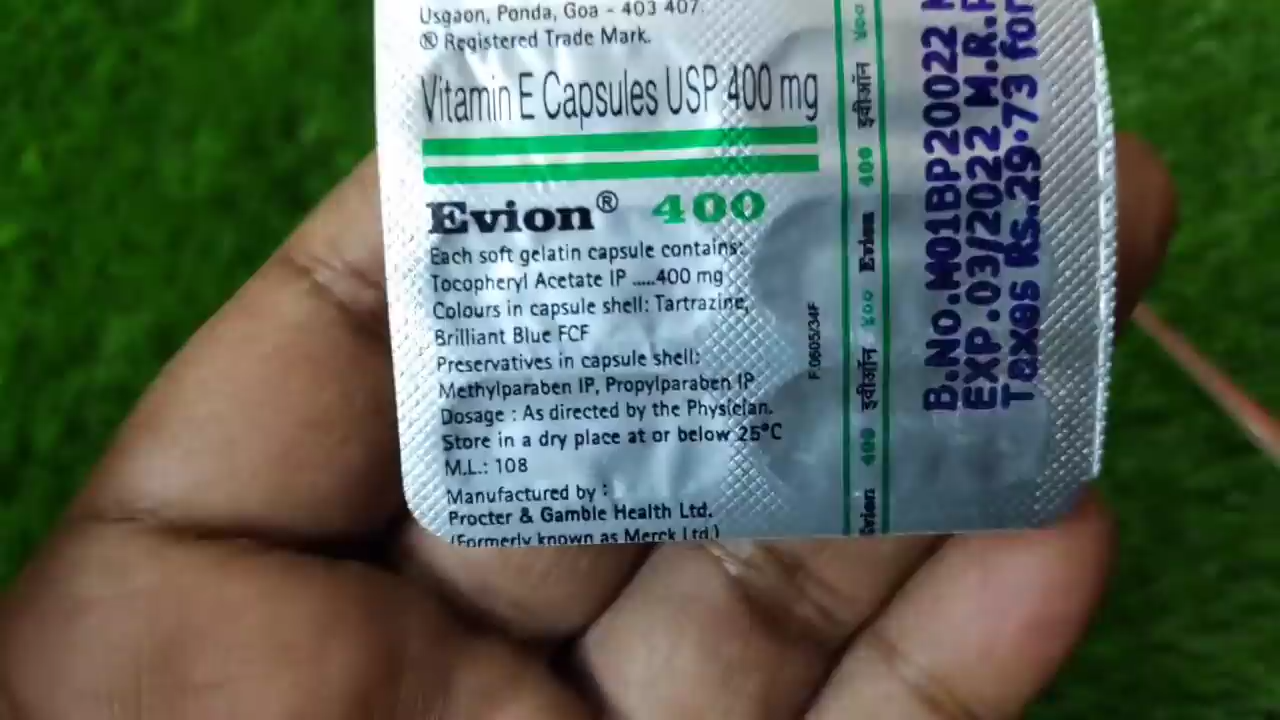 Usgaon, Ponda, Goa - 403 407.
® Registered Trade Mark.
Vitamin E Capsules USP 400 mg
Evion® 400
Each soft gelatin capsule contains:
Tocopheryl Acetate IP .....400 mg
Colours in capsule shell: Tartrazine,
Brilliant Blue FCF
Preservatives in capsule shell:
Methylparaben IP, Propylparaben IP
Dosage : As directed by the Physician.
Store in a dry place at or below 25°C
M.L.: 108
Manufactured by :
Procter & Gamble Health Ltd.
(Formerly known as Merck Ltd.)
F.0605/34F
Evion 400 इवीऑन ४०० Evion 400 इवीऑन ४००
B.No.M01BP20022
EXP.03/2022 M.R.P
Taxes Rs.29.73 for